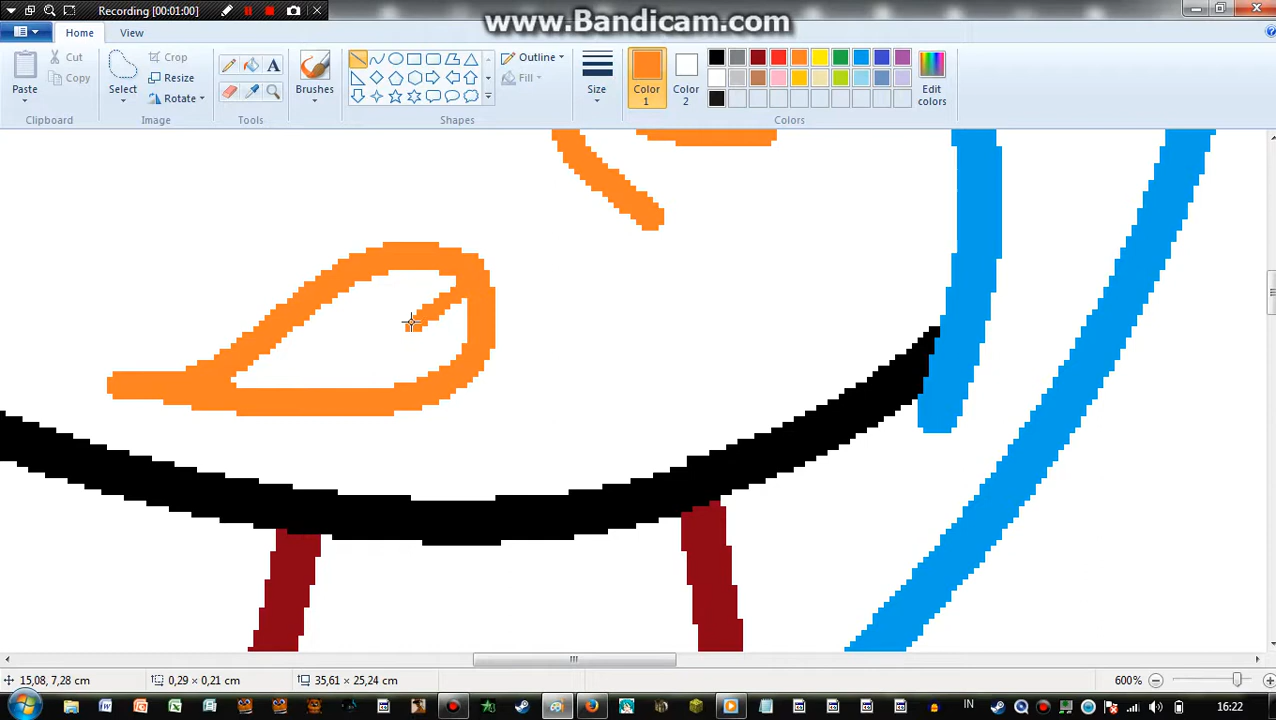 Recording [00:01:00]
www.Bandicam.com
Home
View
Paste
Cut
Copy
Clipboard
Select
Crop
Resize
Rotate
Image
A
Tools
Brushes
Outline
Fill
Shapes
Size
Color
1
Color
2
Edit
colors
Colors
15,08, 7,28 cm
0,29 × 0,21 cm
35,61 × 25,24 cm
600%
IN
16:22